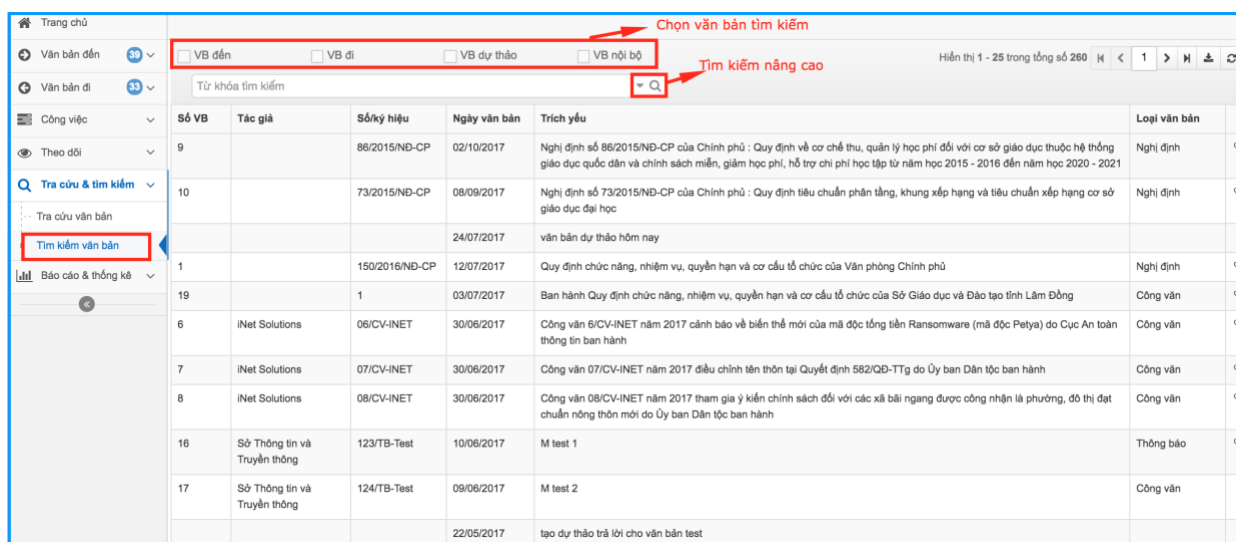 Trang chủ
Chọn văn bản tìm kiếm
Văn bản đến 39
VB đến VB đi VB dự thảo VB nội bộ
Hiển thị 1 - 25 trong tổng số 260 1
Tìm kiếm nâng cao
Văn bản đi 33
Từ khóa tìm kiếm
Công việc
Theo dõi
Tra cứu & tìm kiếm
Tra cứu văn bản
Tìm kiếm văn bản
Báo cáo & thống kê
Số VB Tác giả Số/ký hiệu Ngày văn bản Trích yếu Loại văn bản
9 86/2015/NĐ-CP 02/10/2017 Nghị định số 86/2015/NĐ-CP của Chính phủ : Quy định về cơ chế thu, quản lý học phí đối với cơ sở giáo dục thuộc hệ thống Nghị định
giáo dục quốc dân và chính sách miễn, giảm học phí, hỗ trợ chi phí học tập từ năm học 2015 - 2016 đến năm học 2020 - 2021
10 73/2015/NĐ-CP 08/09/2017 Nghị định số 73/2015/NĐ-CP của Chính phủ : Quy định tiêu chuẩn phân tầng, khung xếp hạng và tiêu chuẩn xếp hạng cơ sở Nghị định
giáo dục đại học
24/07/2017 văn bản dự thảo hôm nay
1 150/2016/NĐ-CP 12/07/2017 Quy định chức năng, nhiệm vụ, quyền hạn và cơ cấu tổ chức của Văn phòng Chính phủ Nghị định
19 1 03/07/2017 Ban hành Quy định chức năng, nhiệm vụ, quyền hạn và cơ cấu tổ chức của Sở Giáo dục và Đào tạo tỉnh Lâm Đồng Công văn
6 iNet Solutions 06/CV-INET 30/06/2017 Công văn 6/CV-INET năm 2017 cảnh báo về biến thể mới của mã độc tống tiền Ransomware (mã độc Petya) do Cục An toàn Công văn
thông tin ban hành
7 iNet Solutions 07/CV-INET 30/06/2017 Công văn 07/CV-INET năm 2017 điều chỉnh tên thôn tại Quyết định 582/QĐ-TTg do Ủy ban Dân tộc ban hành Công văn
8 iNet Solutions 08/CV-INET 30/06/2017 Công văn 08/CV-INET năm 2017 tham gia ý kiến chính sách đối với các xã bãi ngang được công nhận là phường, đô thị đạt Công văn
chuẩn nông thôn mới do Ủy ban Dân tộc ban hành
16 Sở Thông tin và 123/TB-Test 10/06/2017 M test 1 Thông báo
Truyền thông
17 Sở Thông tin và 124/TB-Test 09/06/2017 M test 2 Công văn
Truyền thông
22/05/2017 tạo dự thảo trả lời cho văn bản test